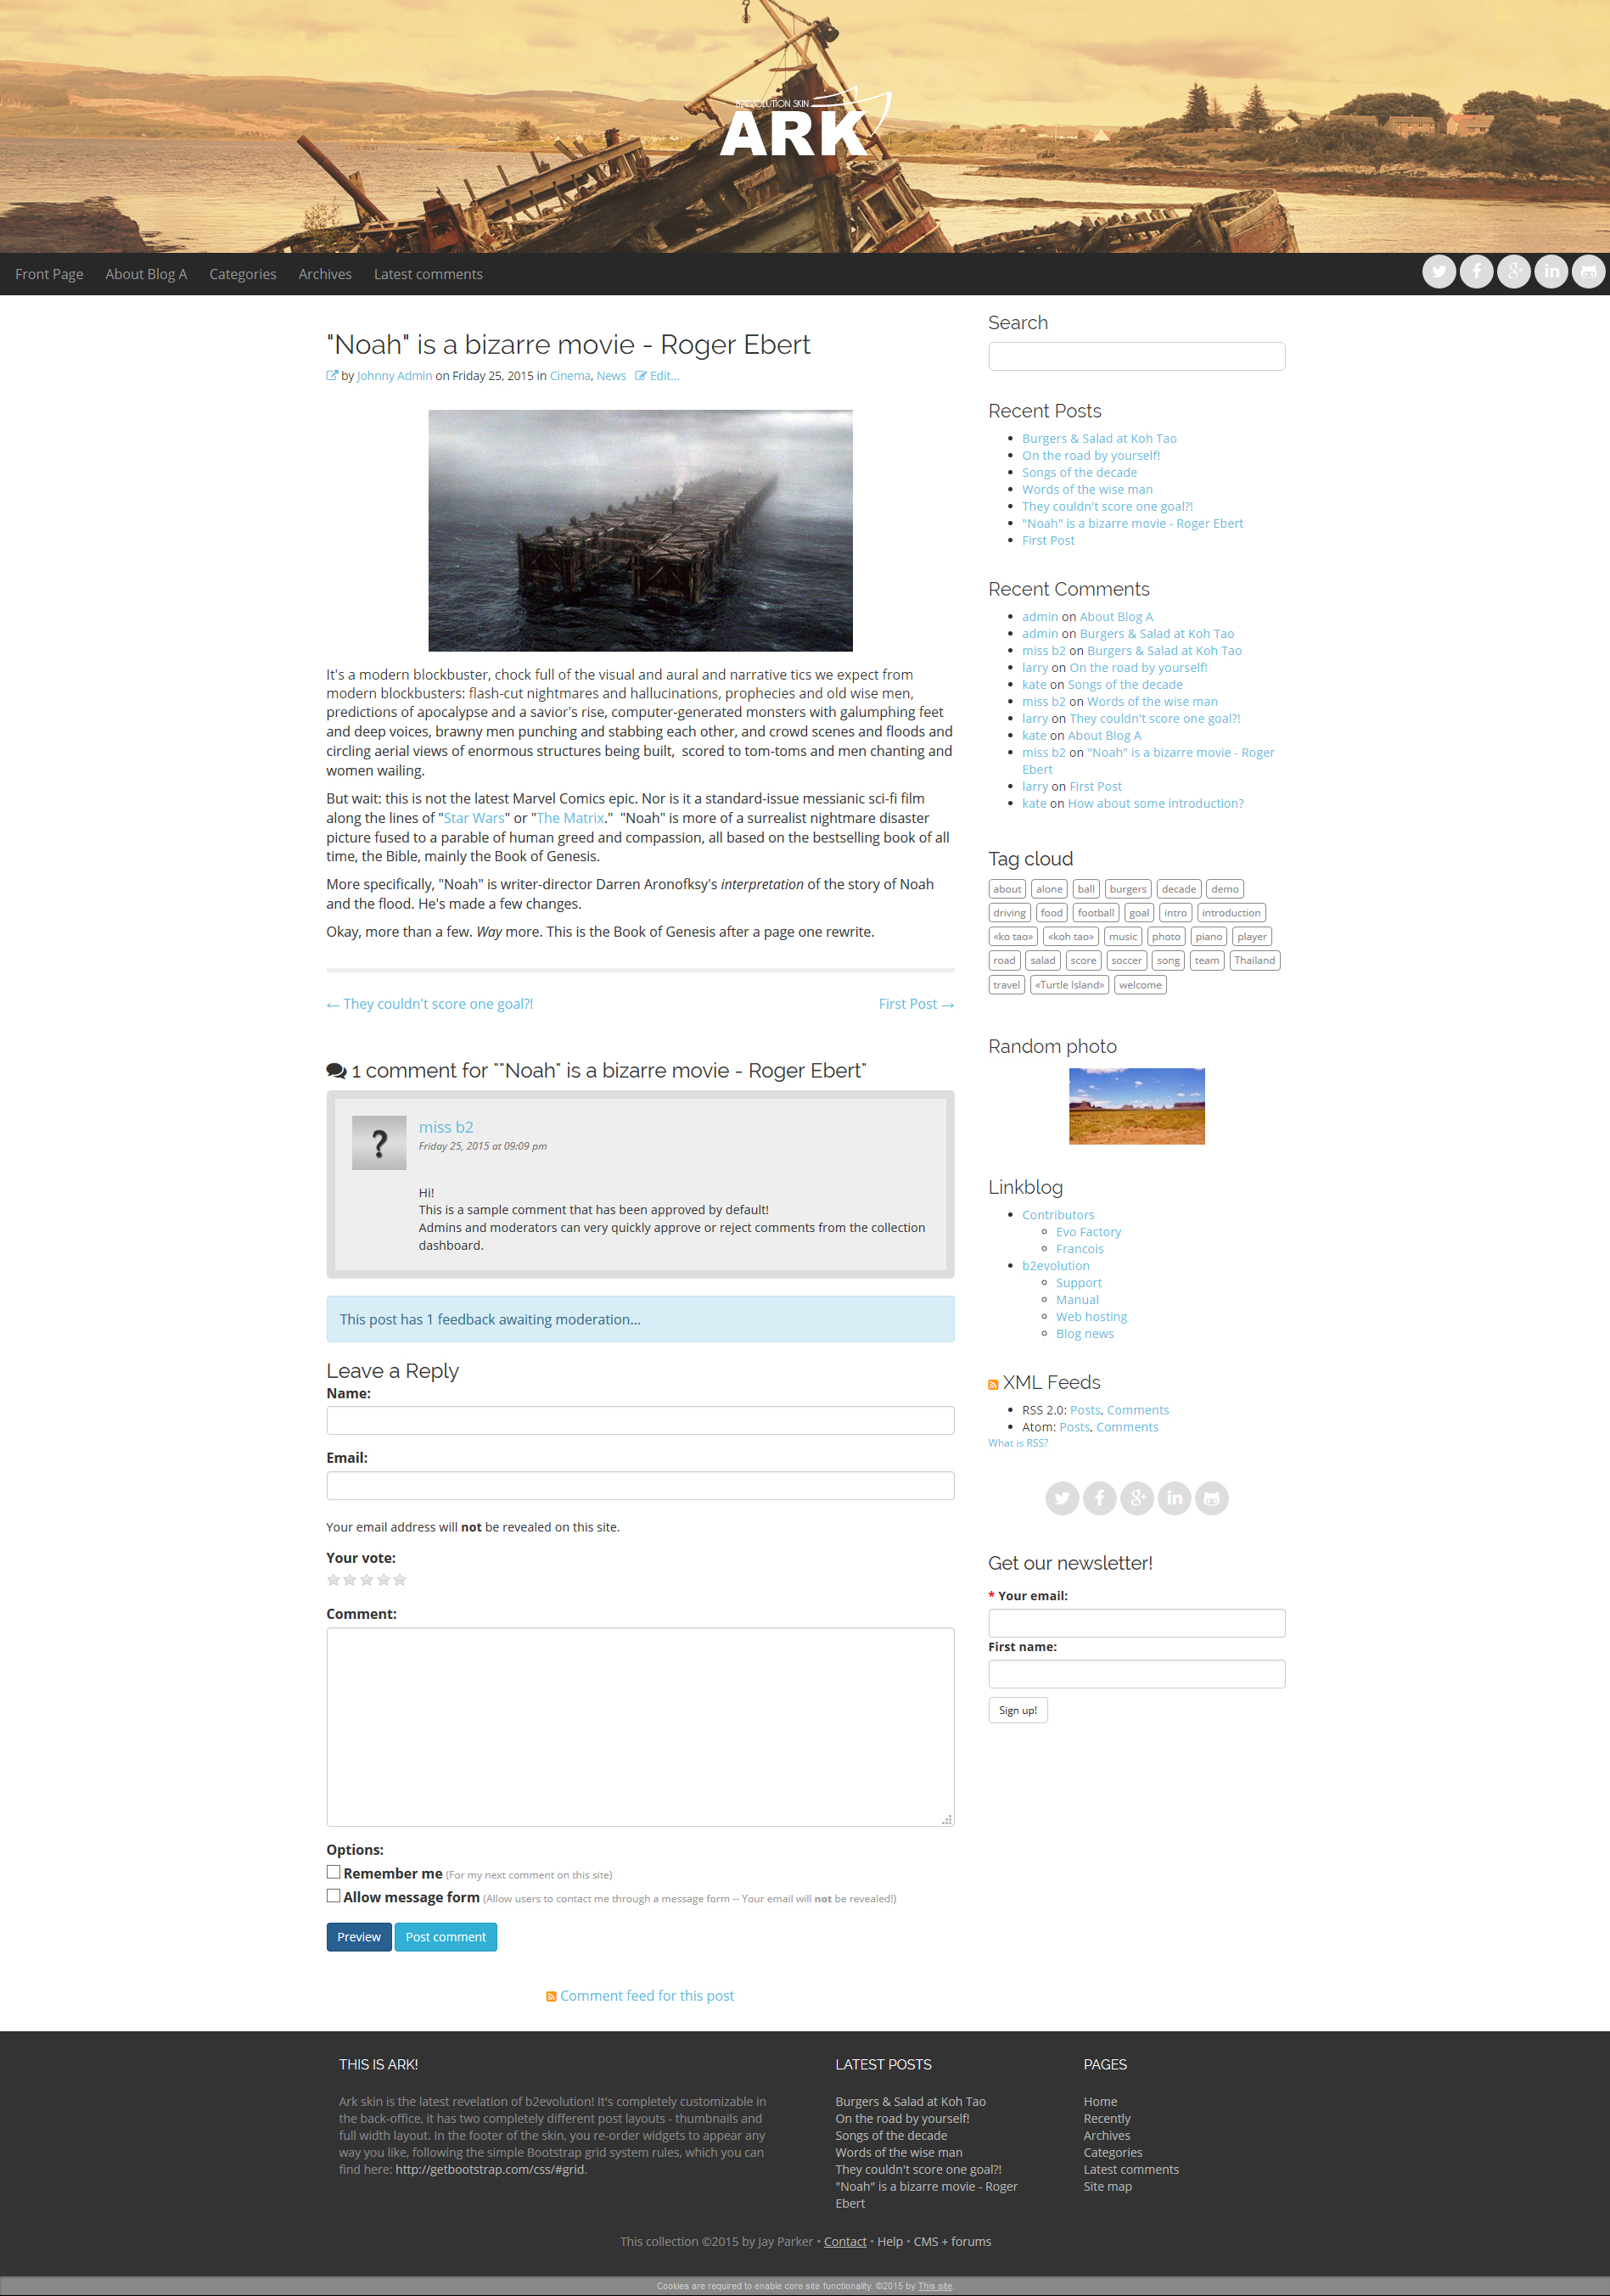 B2EVOLUTION SKIN
ARK
Front Page About Blog A Categories Archives Latest comments
"Noah" is a bizarre movie - Roger Ebert
by Johnny Admin on Friday 25, 2015 in Cinema, News Edit...
It's a modern blockbuster, chock full of the visual and aural and narrative tics we expect from
modern blockbusters: flash-cut nightmares and hallucinations, prophecies and old wise men,
predictions of apocalypse and a savior's rise, computer-generated monsters with galumphing feet
and deep voices, brawny men punching and stabbing each other, and crowd scenes and floods and
circling aerial views of enormous structures being built,  scored to tom-toms and men chanting and
women wailing.
But wait: this is not the latest Marvel Comics epic. Nor is it a standard-issue messianic sci-fi film
along the lines of "Star Wars" or "The Matrix."  "Noah" is more of a surrealist nightmare disaster
picture fused to a parable of human greed and compassion, all based on the bestselling book of all
time, the Bible, mainly the Book of Genesis.
More specifically, "Noah" is writer-director Darren Aronofksy's interpretation of the story of Noah
and the flood. He's made a few changes.
Okay, more than a few. Way more. This is the Book of Genesis after a page one rewrite.
← They couldn't score one goal?! First Post →
1 comment for ""Noah" is a bizarre movie - Roger Ebert"
?
miss b2
Friday 25, 2015 at 09:09 pm
Hi!
This is a sample comment that has been approved by default!
Admins and moderators can very quickly approve or reject comments from the collection
dashboard.
This post has 1 feedback awaiting moderation...
Leave a Reply
Name:
Email:
Your email address will not be revealed on this site.
Your vote:
Comment:
Options:
Remember me (For my next comment on this site)
Allow message form (Allow users to contact me through a message form -- Your email will not be revealed!)
Preview Post comment
Comment feed for this post
Search
Recent Posts
Burgers & Salad at Koh Tao
On the road by yourself!
Songs of the decade
Words of the wise man
They couldn't score one goal?!
"Noah" is a bizarre movie - Roger Ebert
First Post
Recent Comments
admin on About Blog A
admin on Burgers & Salad at Koh Tao
miss b2 on Burgers & Salad at Koh Tao
larry on On the road by yourself!
kate on Songs of the decade
miss b2 on Words of the wise man
larry on They couldn't score one goal?!
kate on About Blog A
miss b2 on "Noah" is a bizarre movie - Roger
Ebert
larry on First Post
kate on How about some introduction?
Tag cloud
about alone ball burgers decade demo
driving food football goal intro introduction
«ko tao» «koh tao» music photo piano player
road salad score soccer song team Thailand
travel «Turtle Island» welcome
Random photo
Linkblog
Contributors
Evo Factory
Francois
b2evolution
Support
Manual
Web hosting
Blog news
XML Feeds
RSS 2.0: Posts, Comments
Atom: Posts, Comments
What is RSS?
Get our newsletter!
* Your email:
First name:
Sign up!
THIS IS ARK!
Ark skin is the latest revelation of b2evolution! It's completely customizable in
the back-office, it has two completely different post layouts - thumbnails and
full width layout. In the footer of the skin, you re-order widgets to appear any
way you like, following the simple Bootstrap grid system rules, which you can
find here: http://getbootstrap.com/css/#grid.
LATEST POSTS
Burgers & Salad at Koh Tao
On the road by yourself!
Songs of the decade
Words of the wise man
They couldn't score one goal?!
"Noah" is a bizarre movie - Roger
Ebert
PAGES
Home
Recently
Archives
Categories
Latest comments
Site map
This collection ©2015 by Jay Parker • Contact • Help • CMS + forums
Cookies are required to enable core site functionality. ©2015 by This site.